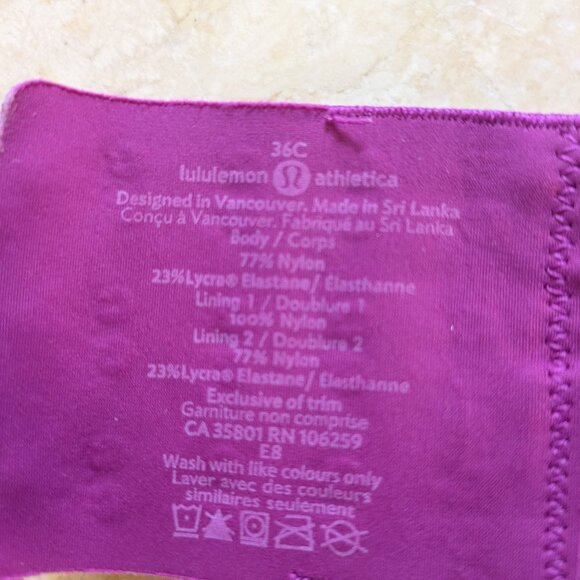 36C
lululemon athletica
Designed in Vancouver. Made in Sri Lanka
Conçu à Vancouver. Fabriqué au Sri Lanka
Body / Corps
77% Nylon
23%Lycra® Elastane/ Élasthanne
Lining 1 / Doublure 1
100% Nylon
Lining 2 / Doublure 2
77% Nylon
23%Lycra® Elastane/ Élasthanne
Exclusive of trim
Garniture non comprise
CA 35801 RN 106259
E8
Wash with like colours only
Laver avec des couleurs
similaires seulement